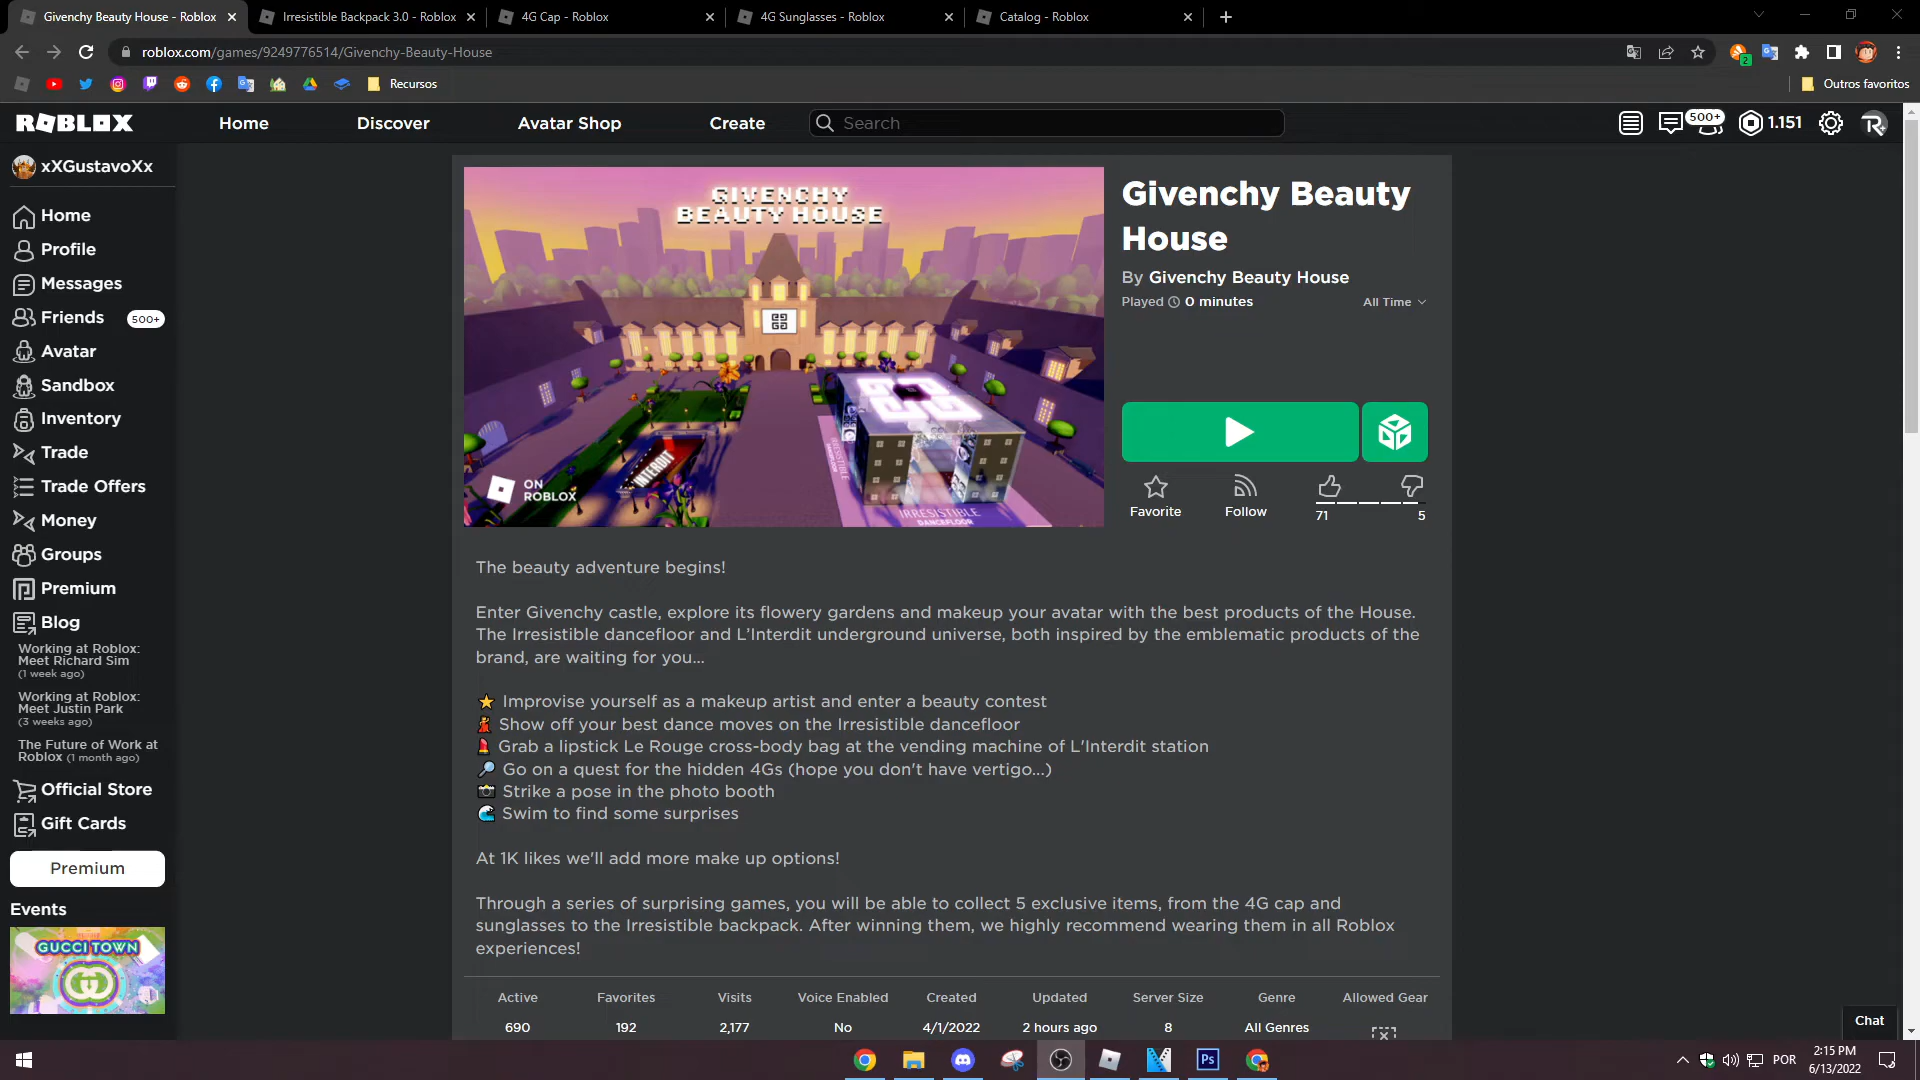 Givenchy Beauty House - Roblox
Irresistible Backpack 3.0 - Roblox
4G Cap - Roblox
4G Sunglasses - Roblox
Catalog - Roblox
roblox.com/games/9249776514/Givenchy-Beauty-House
2
Recursos
Outros favoritos
ROBLOX
Home
Discover
Avatar Shop
Create
Search
500+
1.151
xXGustavoXx
Home
Profile
Messages
Friends 500+
Avatar
Sandbox
Inventory
Trade
Trade Offers
Money
Groups
Premium
Blog
Working at Roblox:
Meet Richard Sim
(1 week ago)
Working at Roblox:
Meet Justin Park
(3 weeks ago)
The Future of Work at
Roblox (1 month ago)
Official Store
Gift Cards
Premium
Events
GUCCI TOWN
GIVENCHY
BEAUTY HOUSE
INTERDIT
IRRESISTIBLE
DANCEFLOOR
ON
ROBLOX
Givenchy Beauty
House
By Givenchy Beauty House
Played 0 minutes
All Time
Favorite
Follow
71
5
The beauty adventure begins!
Enter Givenchy castle, explore its flowery gardens and makeup your avatar with the best products of the House.
The Irresistible dancefloor and L'Interdit underground universe, both inspired by the emblematic products of the
brand, are waiting for you...
⭐ Improvise yourself as a makeup artist and enter a beauty contest
💃 Show off your best dance moves on the Irresistible dancefloor
💄 Grab a lipstick Le Rouge cross-body bag at the vending machine of L'Interdit station
🔎 Go on a quest for the hidden 4Gs (hope you don't have vertigo...)
📷 Strike a pose in the photo booth
🌊 Swim to find some surprises
At 1K likes we'll add more make up options!
Through a series of surprising games, you will be able to collect 5 exclusive items, from the 4G cap and
sunglasses to the Irresistible backpack. After winning them, we highly recommend wearing them in all Roblox
experiences!
Active Favorites Visits Voice Enabled Created Updated Server Size Genre Allowed Gear
690 192 2,177 No 4/1/2022 2 hours ago 8 All Genres
Chat
Ps
POR
2:15 PM
6/13/2022